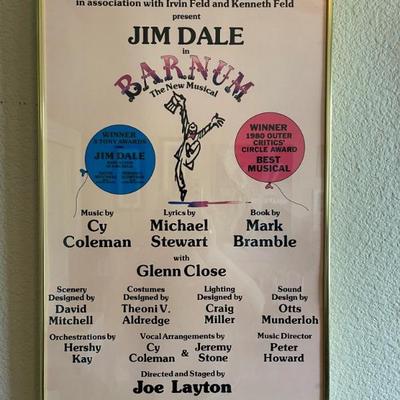 in association with Irvin Feld and Kenneth Feld
present
JIM DALE
in
BARNUM
The New Musical
WINNER
3 TONY AWARDS
JIM DALE
WINNER
1980 OUTER
CRITICS'
CIRCLE AWARD
BEST
MUSICAL
Music by
Cy
Coleman
Lyrics by
Michael
Stewart
Book by
Mark
Bramble
with
Glenn Close
Scenery
Designed by
David
Mitchell
Costumes
Designed by
Theoni V.
Aldredge
Lighting
Designed by
Craig
Miller
Sound
Design by
Otts
Munderloh
Orchestrations by
Hershy
Kay
Vocal Arrangements by
Cy
Coleman & Jeremy
Stone
Music Director
Peter
Howard
Directed and Staged by
Joe Layton